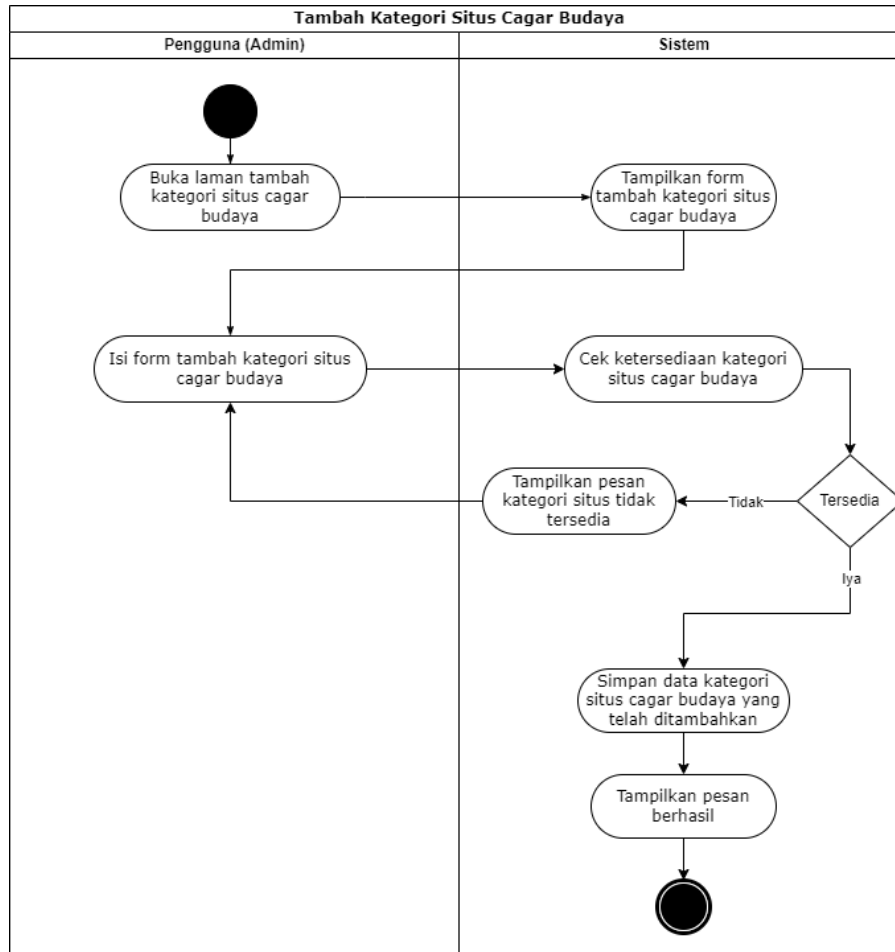 Tambah Kategori Situs Cagar Budaya
Pengguna (Admin)
Sistem
Buka laman tambah
kategori situs cagar
budaya
Tampilkan form
tambah kategori situs
cagar budaya
Isi form tambah kategori situs
cagar budaya
Cek ketersediaan kategori
situs cagar budaya
Tampilkan pesan
kategori situs tidak
tersedia
Tidak
Tersedia
Iya
Simpan data kategori
situs cagar budaya yang
telah ditambahkan
Tampilkan pesan
berhasil